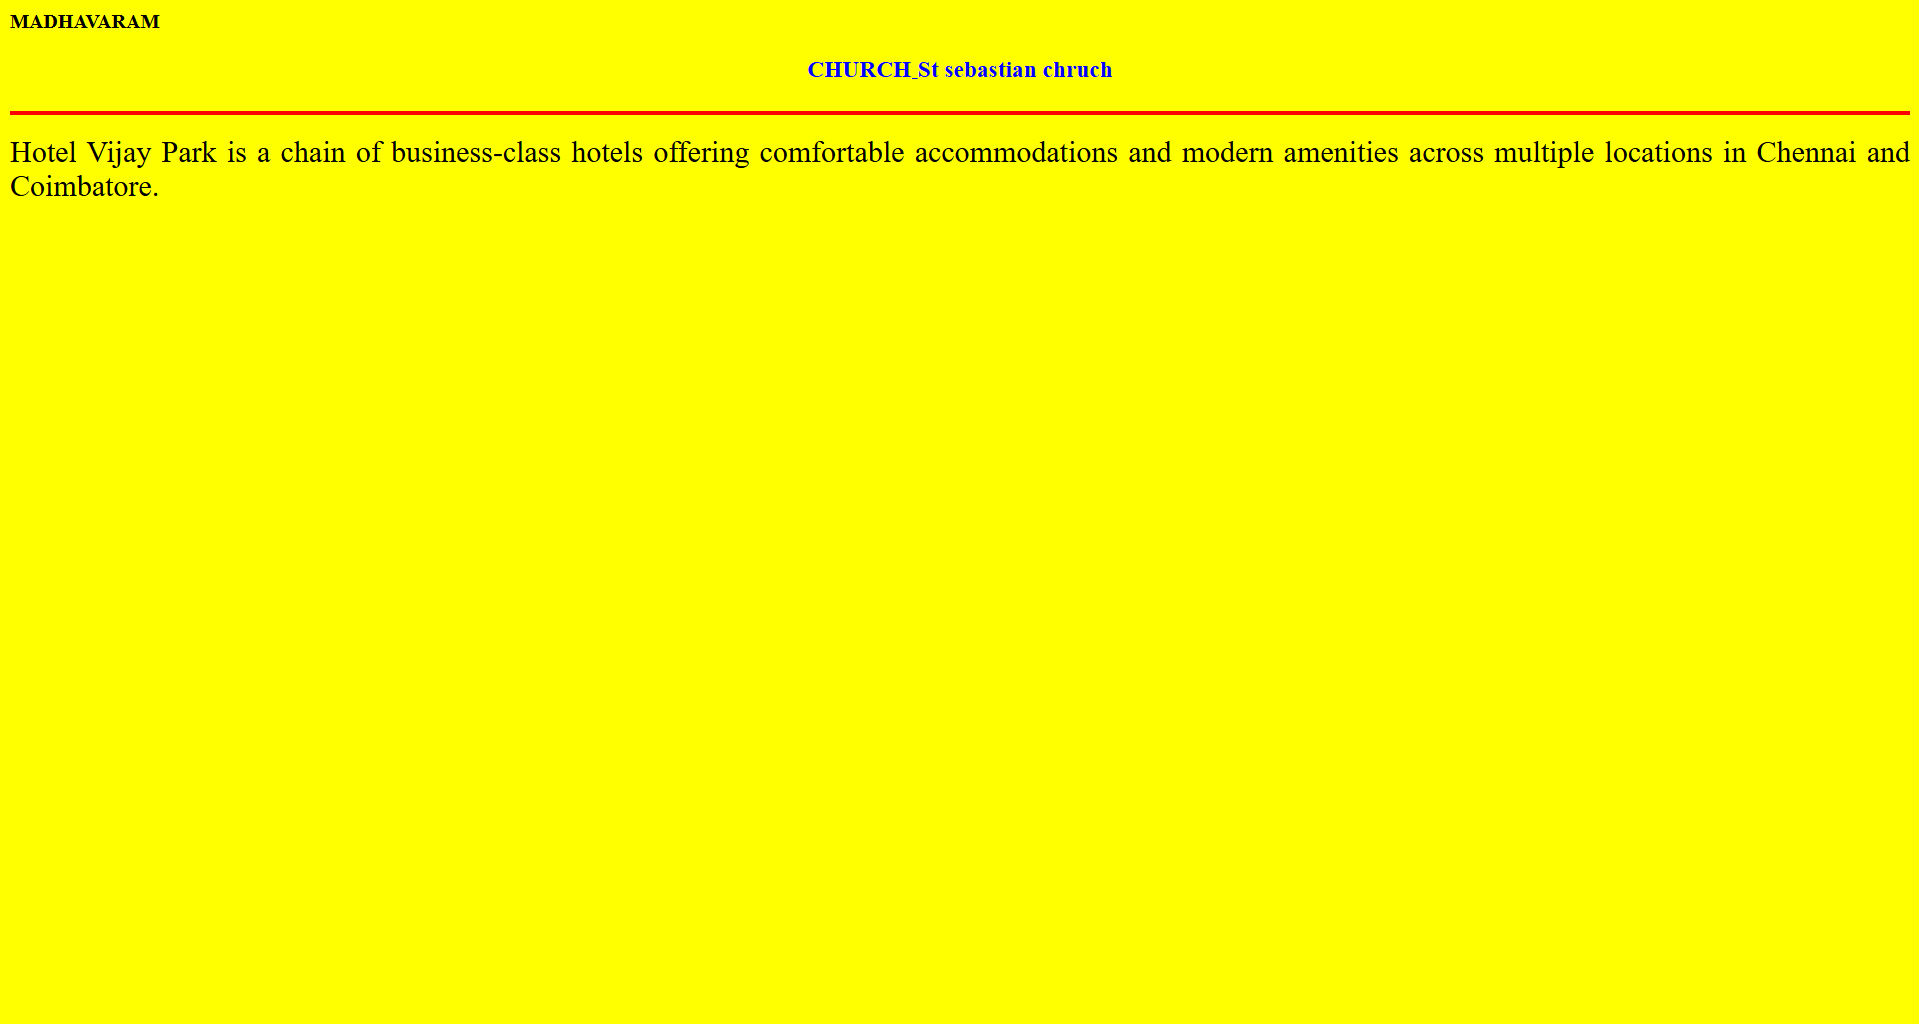 MADHAVARAM
CHURCH_St sebastian chruch
Hotel Vijay Park is a chain of business-class hotels offering comfortable accommodations and modern amenities across multiple locations in Chennai and
Coimbatore.